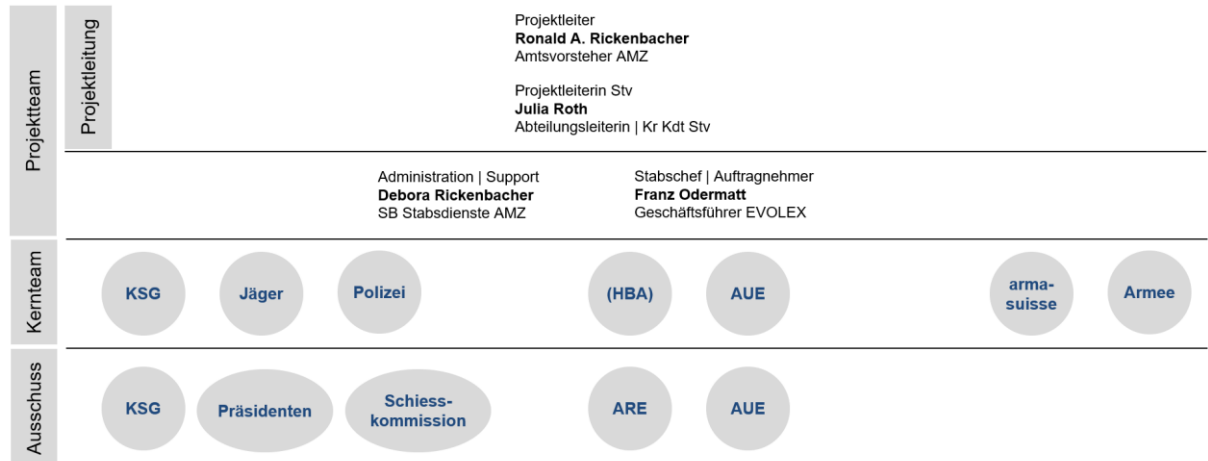 Projektteam
Projektleitung
Projektleiter
Ronald A. Rickenbacher
Amtsvorsteher AMZ
Projektleiterin Stv
Julia Roth
Abteilungsleiterin | Kr Kdt Stv
Administration | Support
Debora Rickenbacher
SB Stabsdienste AMZ
Stabschef | Auftragnehmer
Franz Odermatt
Geschäftsführer EVOLEX
Kernteam
KSG
Jäger
Polizei
(HBA)
AUE
arma-
suisse
Armee
Ausschuss
KSG
Präsidenten
Schiess-
kommission
ARE
AUE